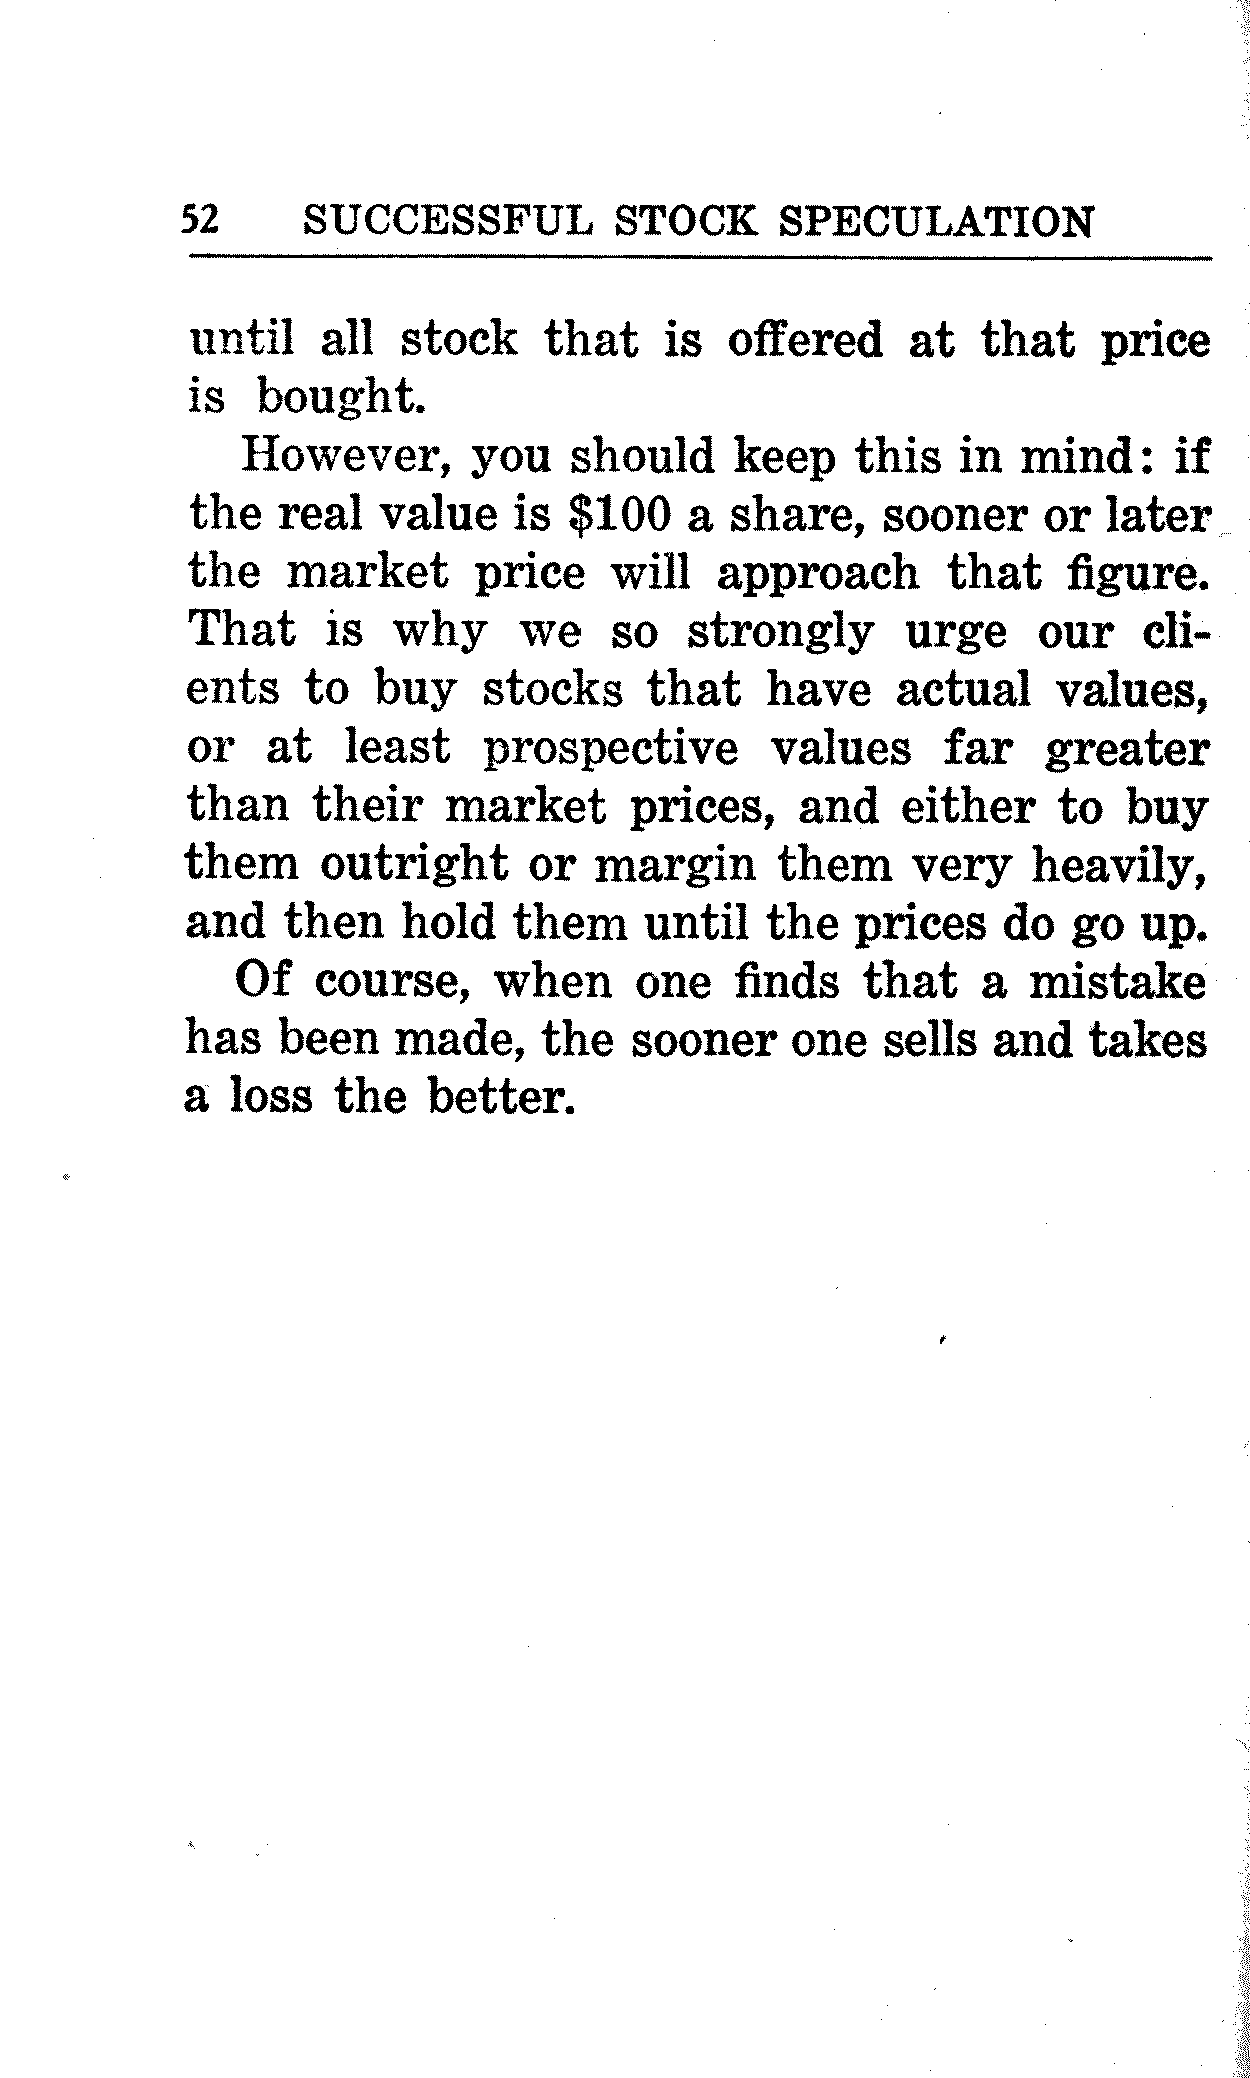 52 SUCCESSFUL STOCK SPECULATION
until all stock that is offered at that price
is bought.
However, you should keep this in mind: if
the real value is $100 a share, sooner or later
the market price will approach that figure.
That is why we so strongly urge our cli-
ents to buy stocks that have actual values,
or at least prospective values far greater
than their market prices, and either to buy
them outright or margin them very heavily,
and then hold them until the prices do go up.
Of course, when one finds that a mistake
has been made, the sooner one sells and takes
a loss the better.